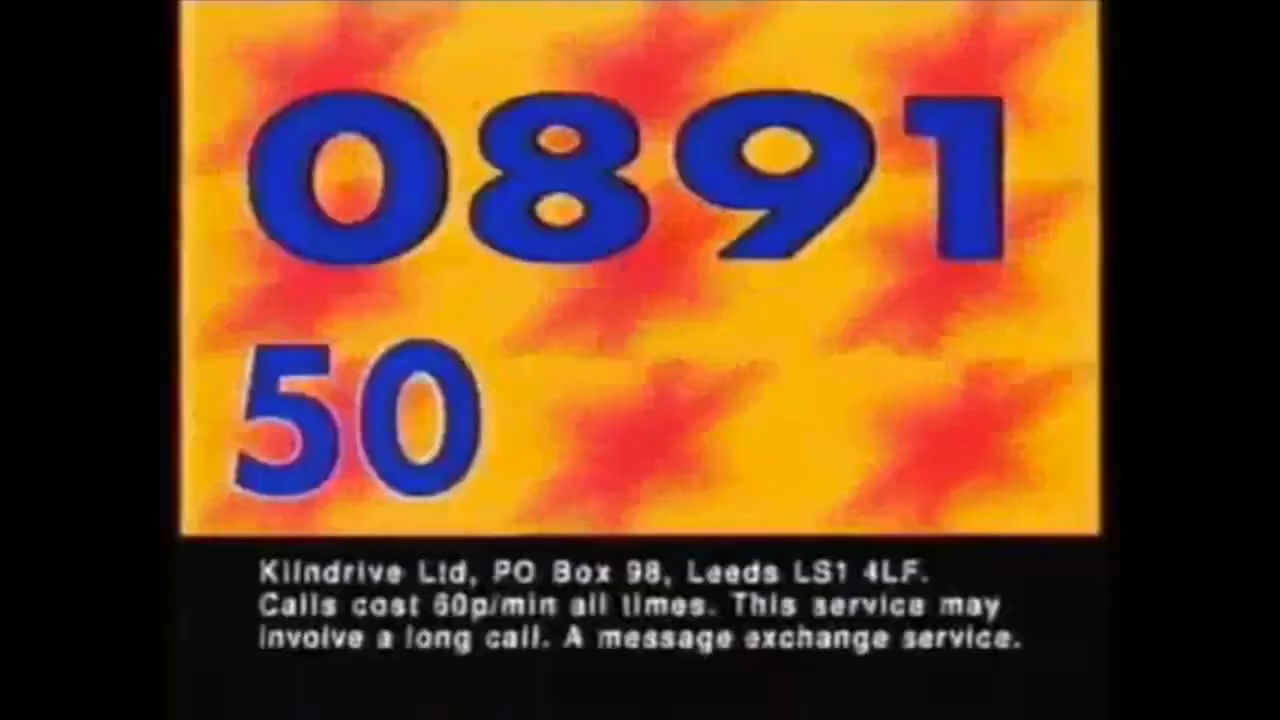 0891
50
Kilndrive Ltd, PO Box 98, Leeds LS1 4LF.
Calls cost 60p/min all times. This service may
involve a long call. A message exchange service.